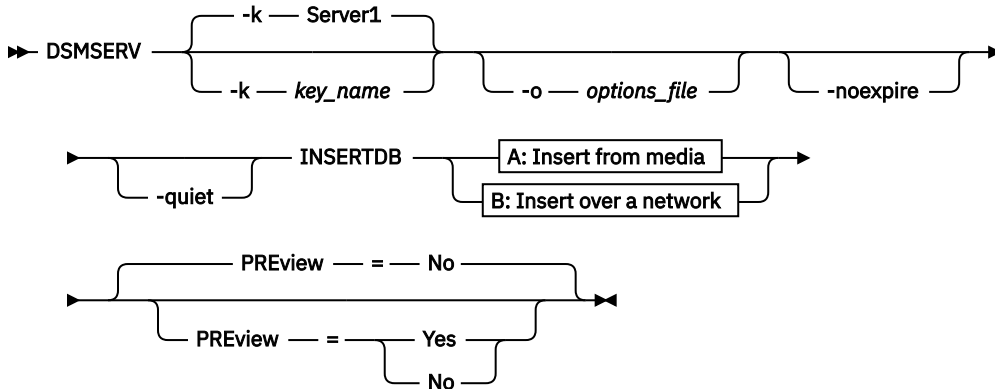 -k — Server1
DSMSERV
-k — key_name
-o — options_file
-noexpire
-quiet
INSERTDB
A: Insert from media
B: Insert over a network
PREview — = — No
PREview — = — Yes
No